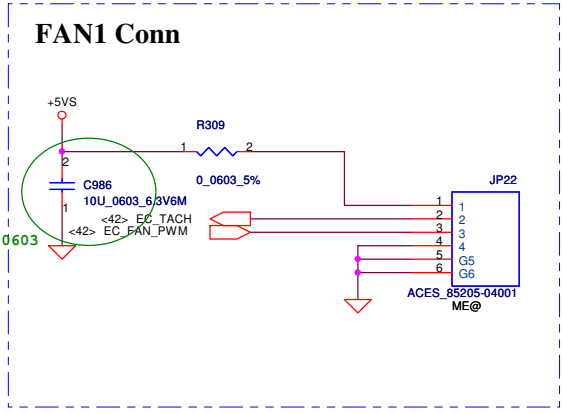 FAN1 Conn
+5VS
R309
1 2
2
0_0603_5%
C986
10U_0603_6.3V6M
1
JP22
<42> EC_TACH
<42> EC_FAN_PWM
0603
1 1
2 2
3 3
4 4
5 G5
6 G6
ACES_85205-04001
ME@